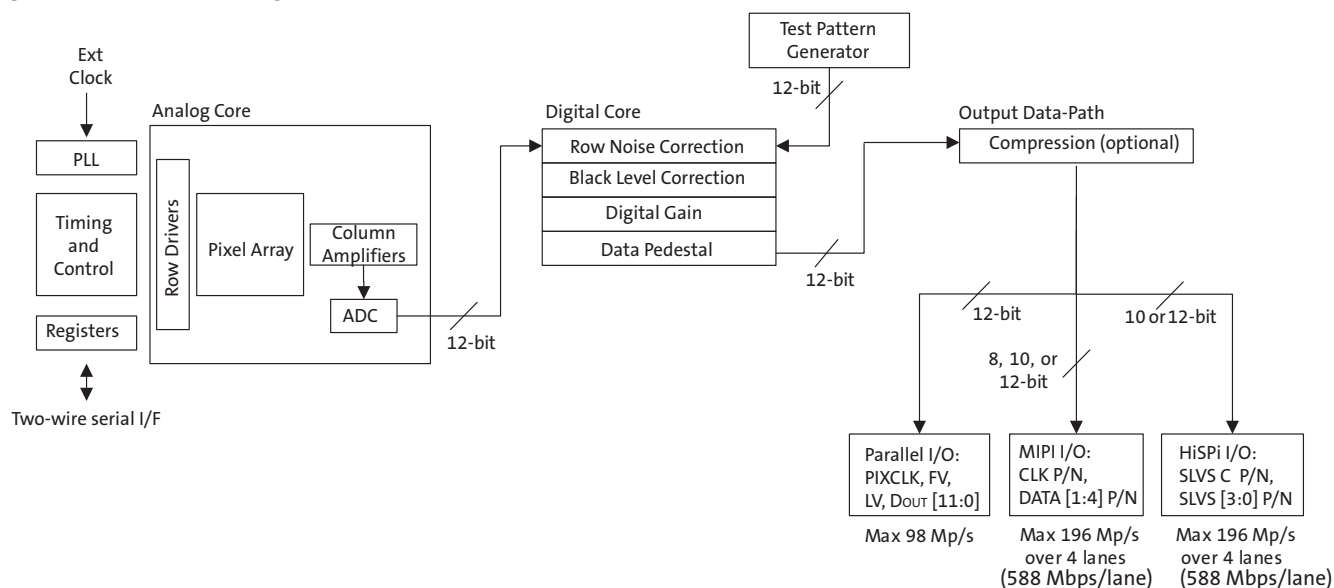 Ext
Clock
PLL
Timing
and
Control
Registers
Two-wire serial I/F
Analog Core
Row Drivers
Pixel Array
Column
Amplifiers
ADC
12-bit
Digital Core
Row Noise Correction
Black Level Correction
Digital Gain
Data Pedestal
Test Pattern
Generator
12-bit
12-bit
Output Data-Path
Compression (optional)
12-bit
8, 10, or
12-bit
10 or 12-bit
Parallel I/O:
PIXCLK, FV,
LV, DOUT [11:0]
Max 98 Mp/s
MIPI I/O:
CLK P/N,
DATA [1:4] P/N
Max 196 Mp/s
over 4 lanes
(588 Mbps/lane)
HiSPi I/O:
SLVS C P/N,
SLVS [3:0] P/N
Max 196 Mp/s
over 4 lanes
(588 Mbps/lane)